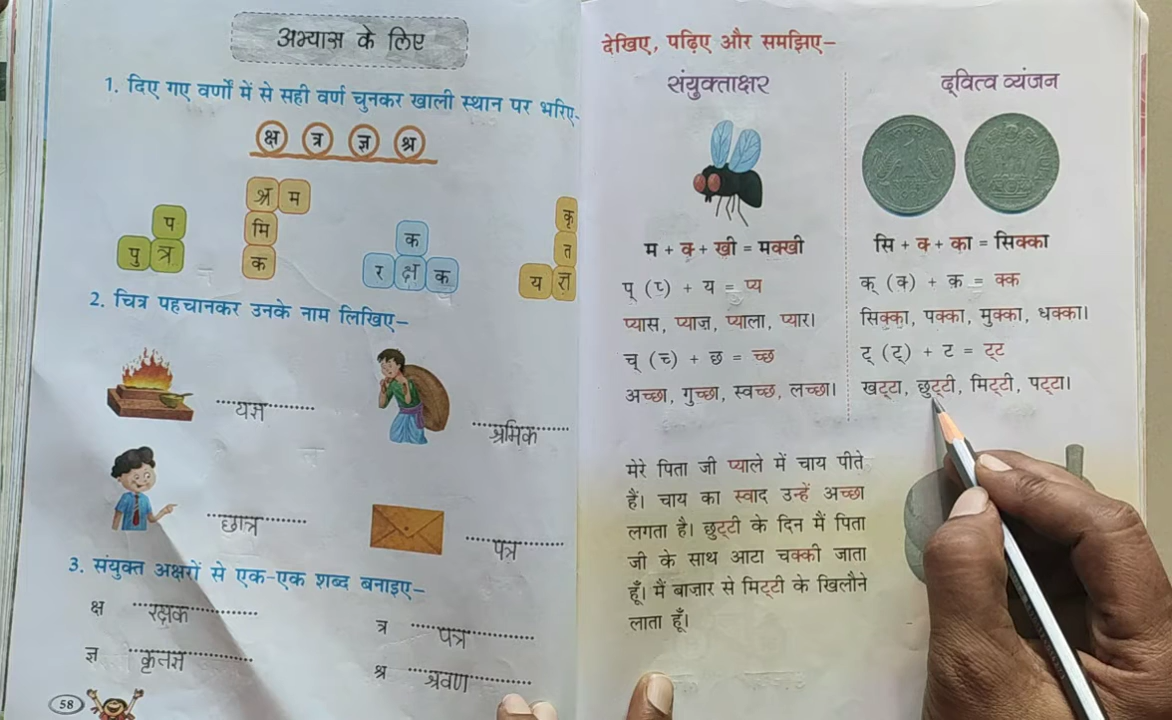 अभ्यास के लिए
1. दिए गए वर्णों में से सही वर्ण चुनकर खाली स्थान पर भरिए-
क्ष त्र ज्ञ श्र
प
पु त्र
श्र म
मि
क
क
र क्ष क
कृ
त
य ज्ञ
2. चित्र पहचानकर उनके नाम लिखिए–
यज्ञ
श्रमिक
छात्र
पत्र
3. संयुक्त अक्षरों से एक-एक शब्द बनाइए–
क्ष रक्षक
त्र पत्र
ज्ञ कृतज्ञ
श्र श्रवण
58
देखिए, पढ़िए और समझिए–
संयुक्ताक्षर
म + क्‍ + खी = मक्खी
प् (प्‍) + य = प्य
प्यास, प्याज, प्याला, प्यार।
च् (च्‍) + छ = च्छ
अच्छा, गुच्छा, स्वच्छ, लच्छा।
द्‌वित्व व्यंजन
सि + क्‍ + का = सिक्का
क् (क्‍) + क = क्क
सिक्का, पक्का, मुक्का, धक्का।
ट् (ट्) + ट = ट्‌ट
खट्‌टा, छुट्‌टी, मिट्‌टी, पट्‌टा।
मेरे पिता जी प्याले में चाय पीते
हैं। चाय का स्वाद उन्हें अच्छा
लगता है। छुट्‌टी के दिन मैं पिता
जी के साथ आटा चक्की जाता
हूँ। मैं बाज़ार से मिट्‌टी के खिलौने
लाता हूँ।